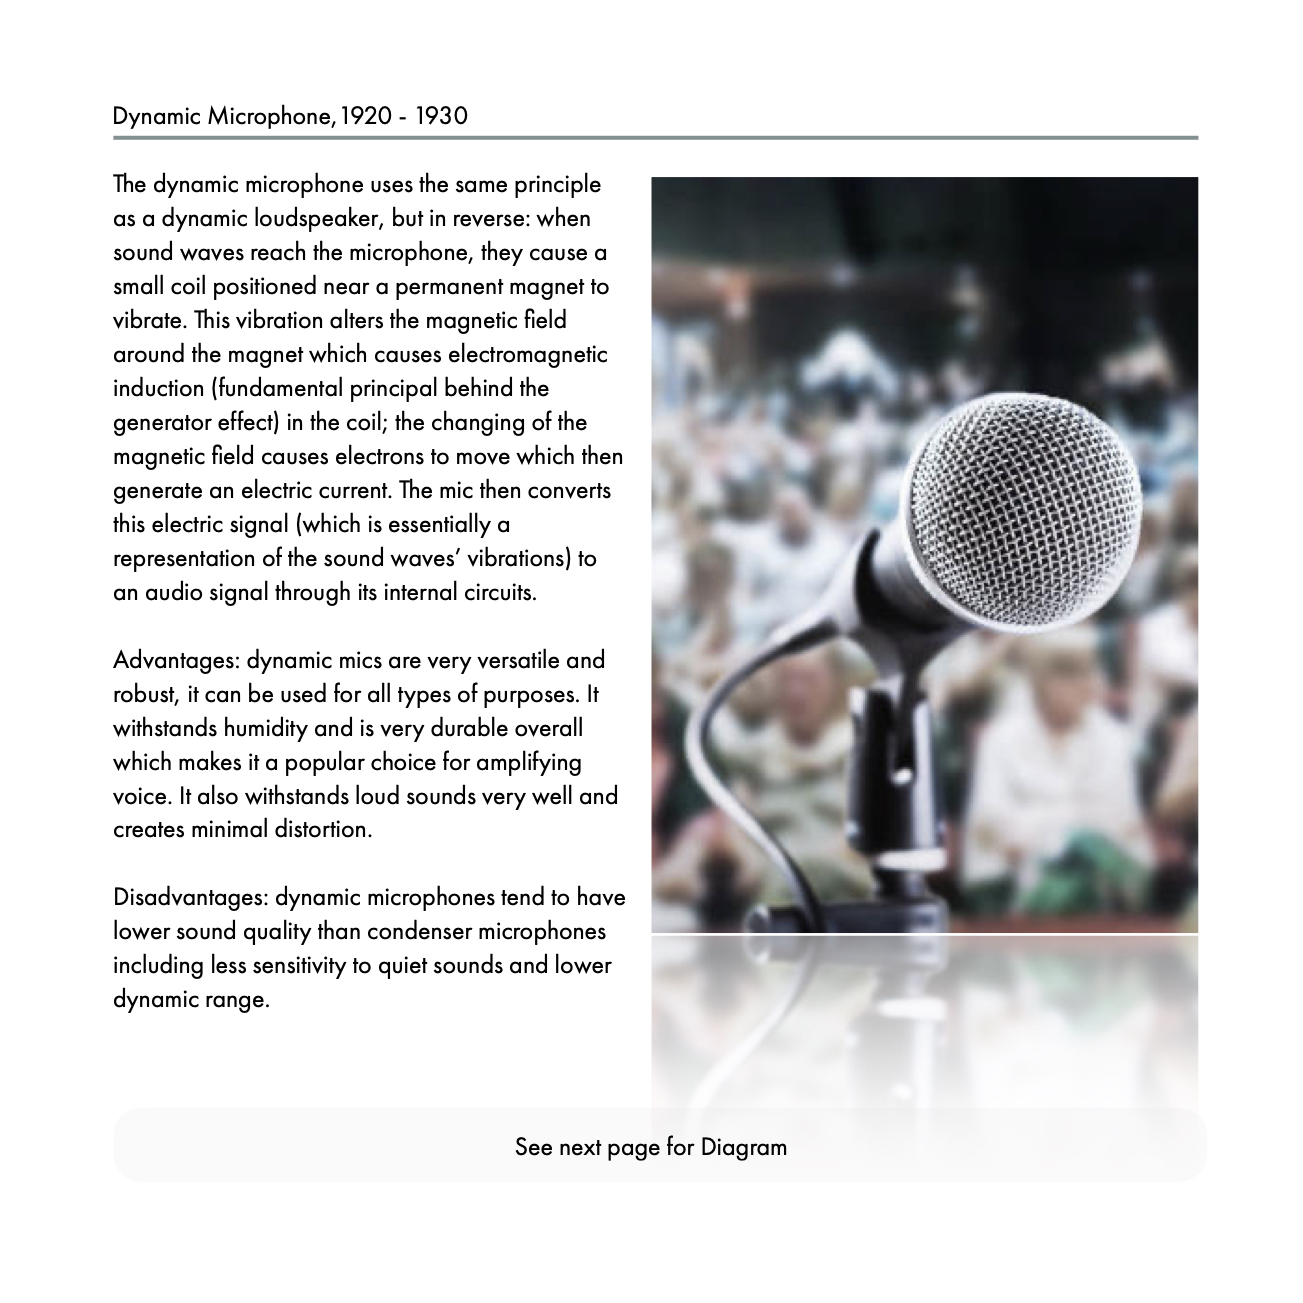 Dynamic Microphone,1920 - 1930
The dynamic microphone uses the same principle
as a dynamic loudspeaker, but in reverse: when
sound waves reach the microphone, they cause a
small coil positioned near a permanent magnet to
vibrate. This vibration alters the magnetic field
around the magnet which causes electromagnetic
induction (fundamental principal behind the
generator effect) in the coil; the changing of the
magnetic field causes electrons to move which then
generate an electric current. The mic then converts
this electric signal (which is essentially a
representation of the sound waves’ vibrations) to
an audio signal through its internal circuits.
Advantages: dynamic mics are very versatile and
robust, it can be used for all types of purposes. It
withstands humidity and is very durable overall
which makes it a popular choice for amplifying
voice. It also withstands loud sounds very well and
creates minimal distortion.
Disadvantages: dynamic microphones tend to have
lower sound quality than condenser microphones
including less sensitivity to quiet sounds and lower
dynamic range.
See next page for Diagram